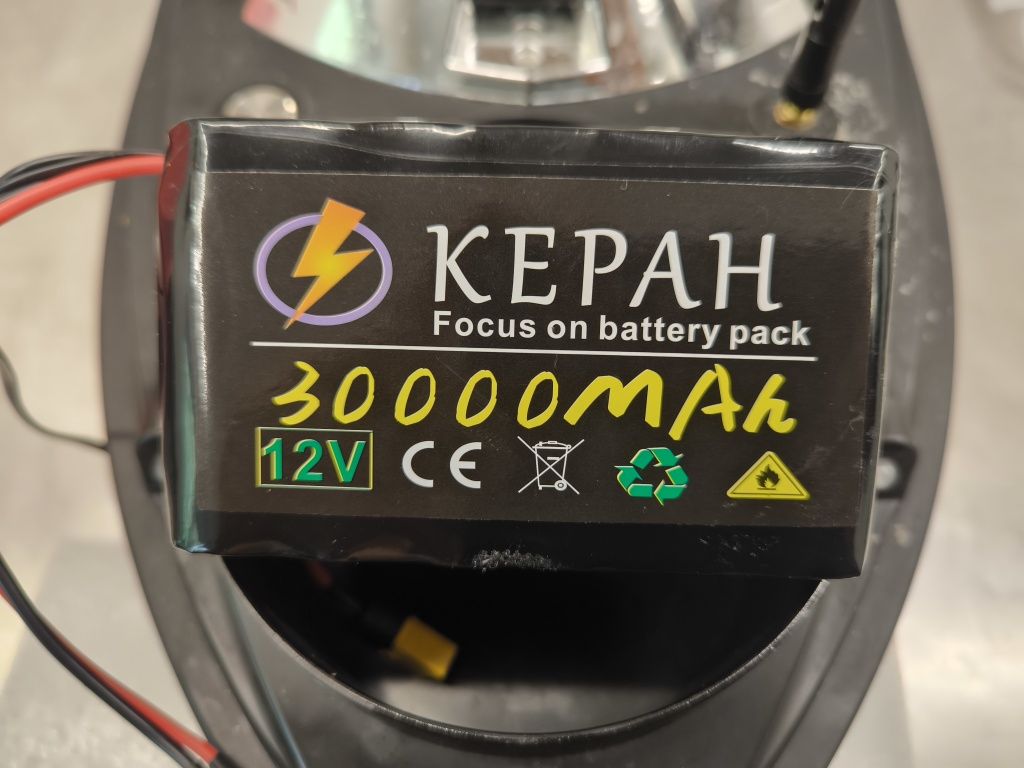 KEPAH
Focus on battery pack
30000MAh
12V CE